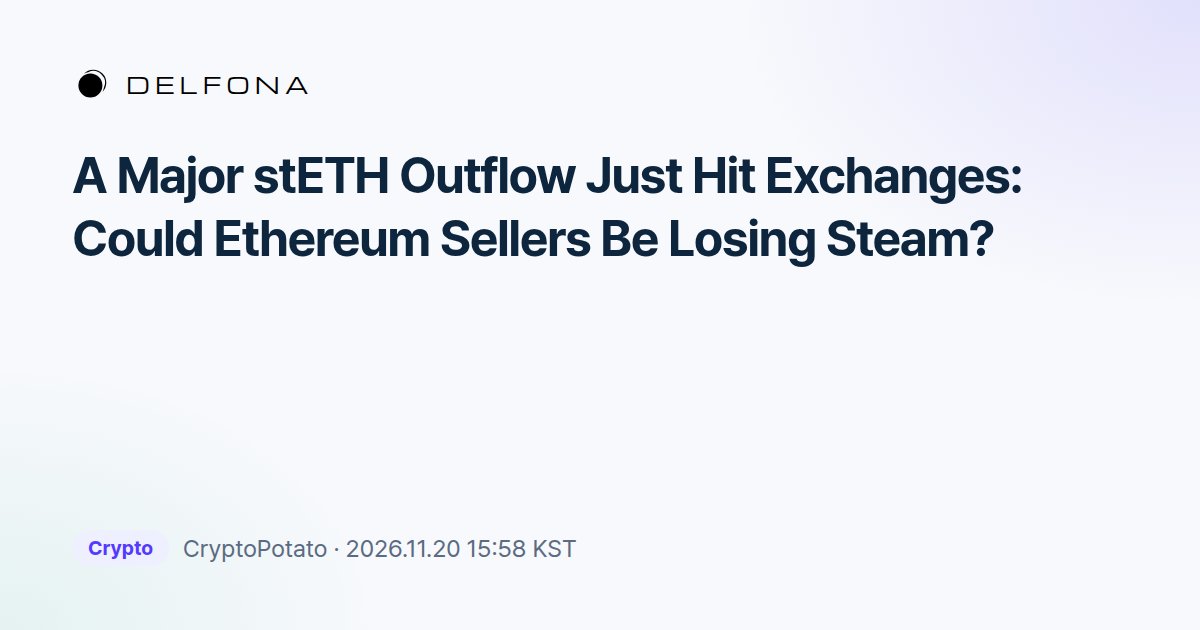 DELFONA
A Major stETH Outflow Just Hit Exchanges:
Could Ethereum Sellers Be Losing Steam?
Crypto CryptoPotato · 2026.11.20 15:58 KST